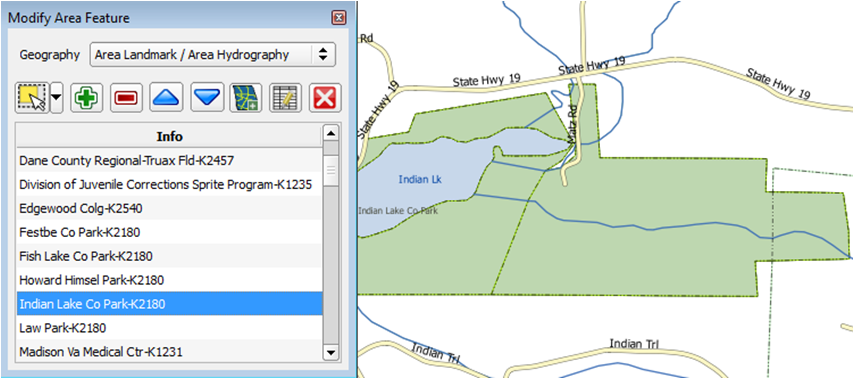 Modify Area Feature
Geography
Area Landmark / Area Hydrography
Info
Dane County Regional-Truax Fld-K2457
Division of Juvenile Corrections Sprite Program-K1235
Edgewood Colg-K2540
Festbe Co Park-K2180
Fish Lake Co Park-K2180
Howard Himsel Park-K2180
Indian Lake Co Park-K2180
Law Park-K2180
Madison Va Medical Ctr-K1231
Rd
State Hwy 19
State Hwy 19
State Hwy 19
State Hwy 19
Matz Rd
Indian Lk
Indian Lake Co Park
Indian Trl
Indian Trl